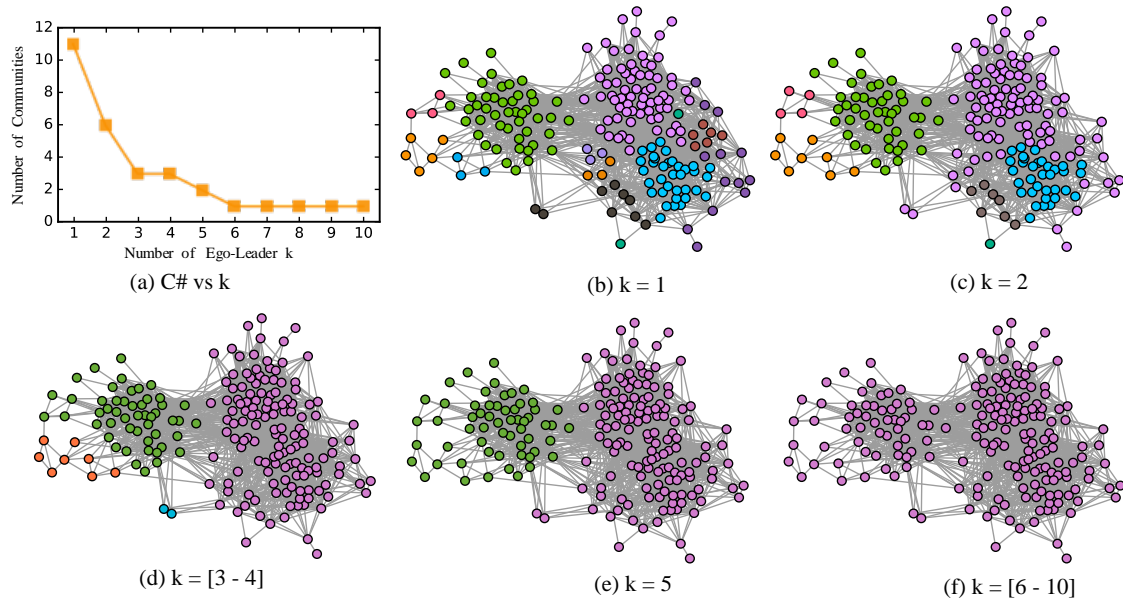 12
10
8
6
4
2
0
Number of Communities
1 2 3 4 5 6 7 8 9 10
Number of Ego-Leader k
(a) C# vs k
(b) k = 1
(c) k = 2
(d) k = [3 - 4]
(e) k = 5
(f) k = [6 - 10]